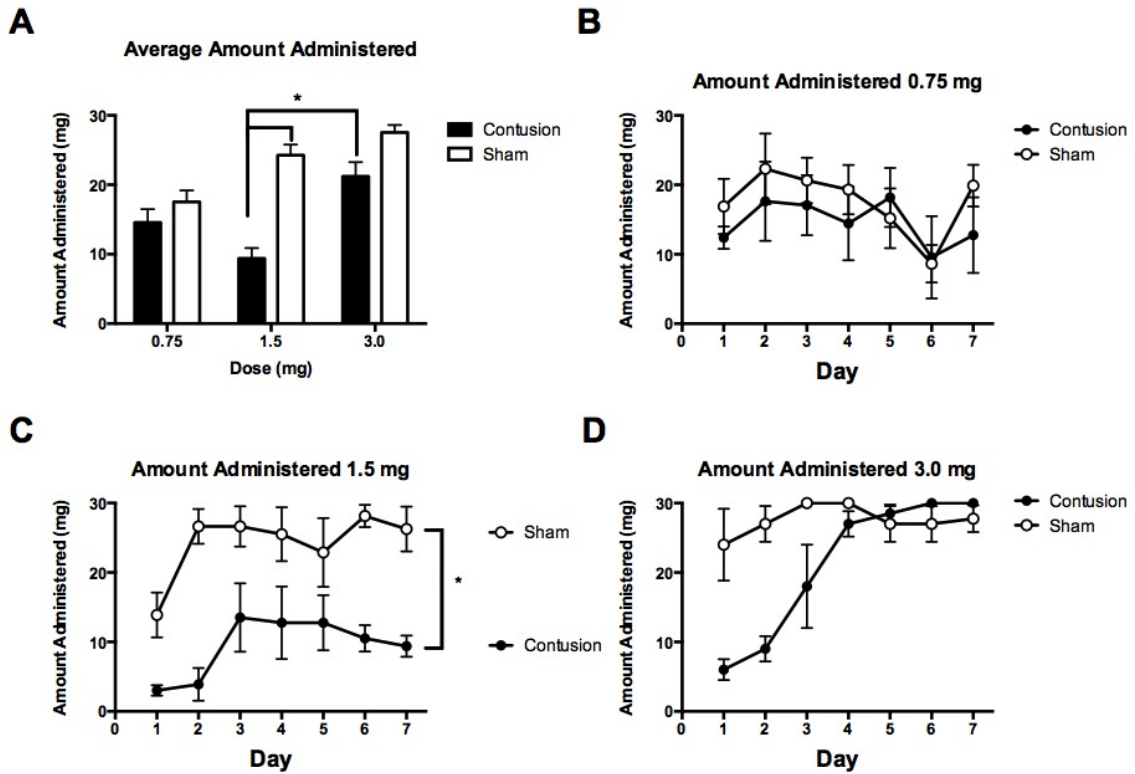 A
Average Amount Administered
Amount Administered (mg)
30
20
10
0
*
0.75
1.5
3.0
Dose (mg)
Contusion
Sham
B
Amount Administered 0.75 mg
Amount Administered (mg)
30
20
10
0
0 1 2 3 4 5 6 7
Day
Contusion
Sham
C
Amount Administered 1.5 mg
Amount Administered (mg)
30
20
10
0
0 1 2 3 4 5 6 7
Day
Sham
*
Contusion
D
Amount Administered 3.0 mg
Amount Administered (mg)
30
20
10
0
0 1 2 3 4 5 6 7
Day
Contusion
Sham